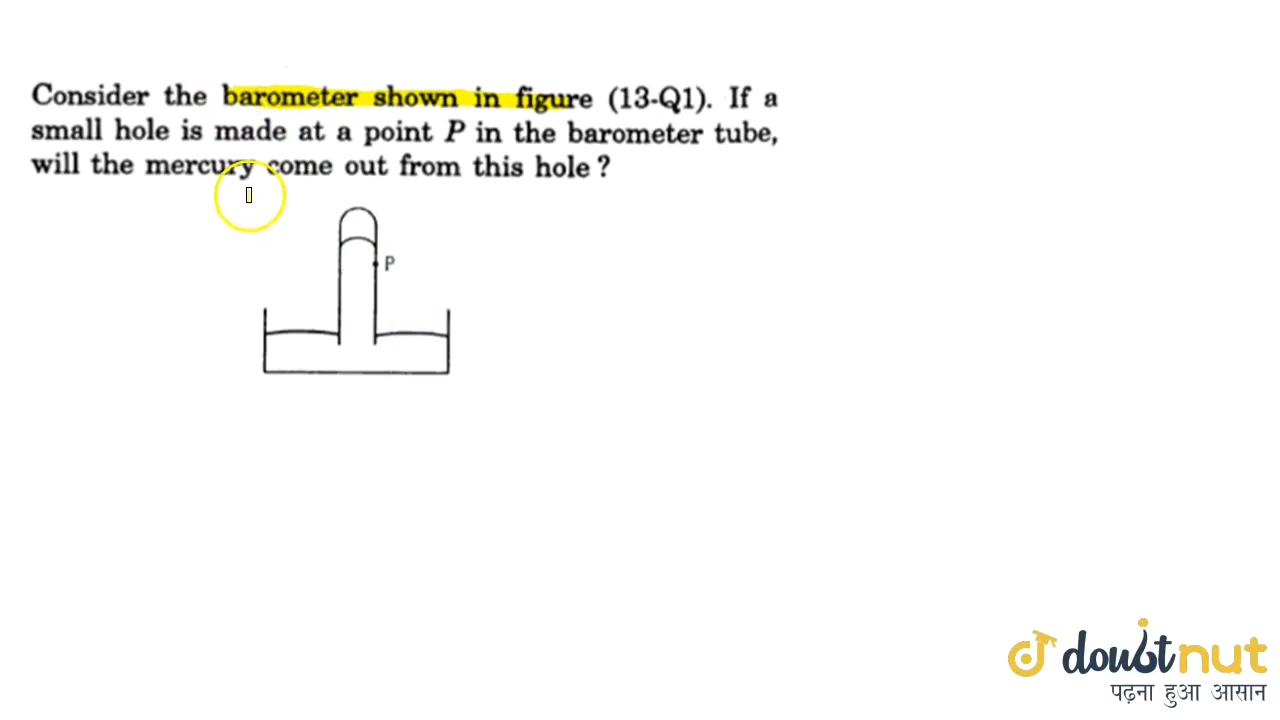 Consider the barometer shown in figure (13-Q1). If a
small hole is made at a point P in the barometer tube,
will the mercury come out from this hole ?
P
doubtnut
पढ़ना हुआ आसान